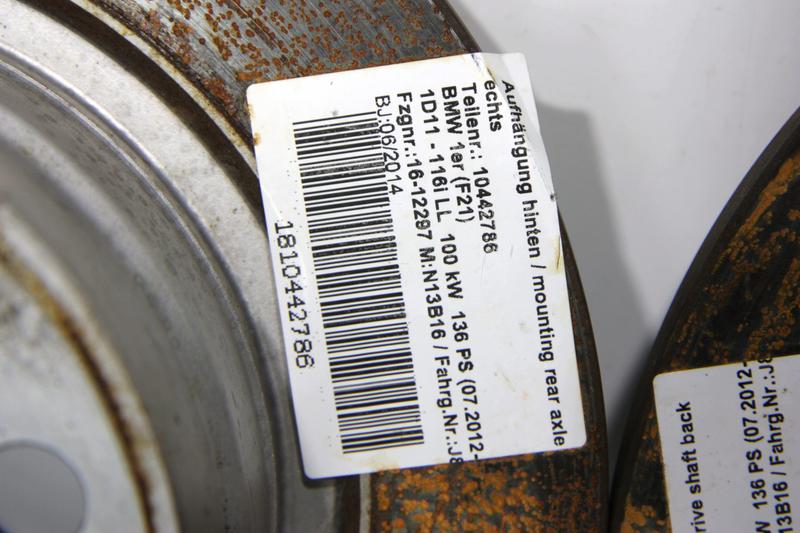 Aufhängung hinten / mounting rear axle
echts
Teilenr.: 10442786
BMW 1er (F21)
1D11 - 116i LL 100 kW 136 PS (07.2012-
Fzgnr.:16-12297 M:N13B16 / Fahrg.Nr.:J8
BJ:06/2014
1810442786
rive shaft back
W 136 PS (07.2012-
13B16 / Fahrg.Nr.:J8